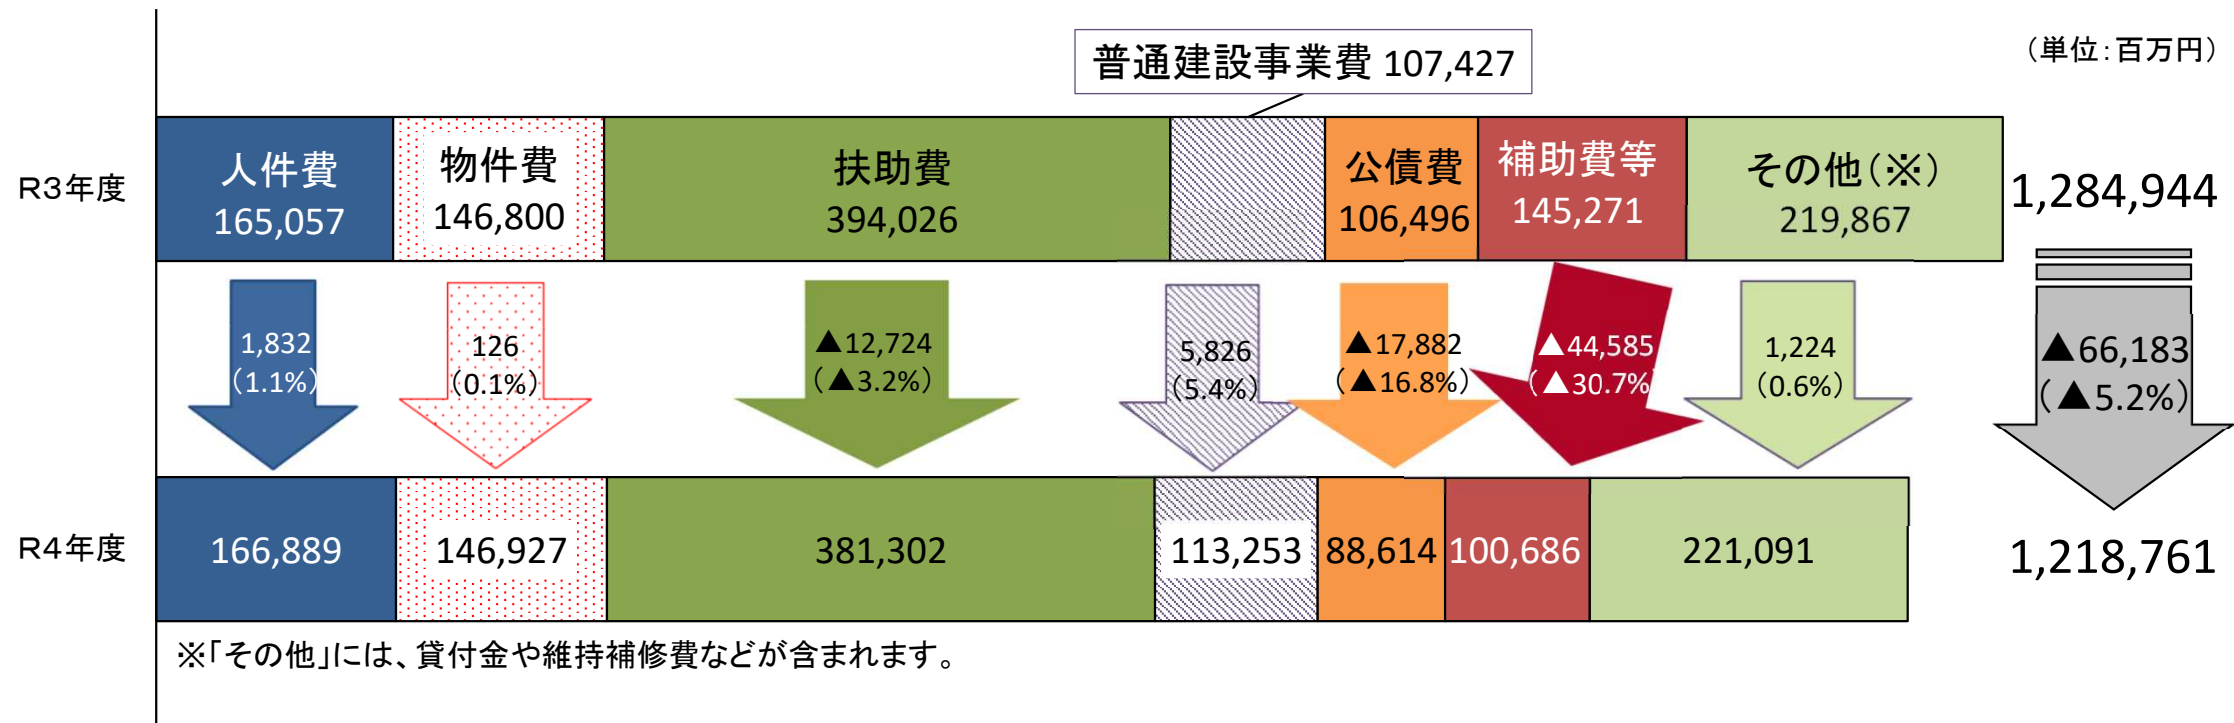 (単位:百万円)
普通建設事業費 107,427
R3年度
人件費
165,057
物件費
146,800
扶助費
394,026
公債費
106,496
補助費等
145,271
その他(※)
219,867
1,284,944
1,832
(1.1%)
126
(0.1%)
▲12,724
(▲3.2%)
5,826
(5.4%)
▲17,882
(▲16.8%)
▲44,585
(▲30.7%)
1,224
(0.6%)
▲66,183
(▲5.2%)
R4年度
166,889
146,927
381,302
113,253
88,614
100,686
221,091
1,218,761
※「その他」には、貸付金や維持補修費などが含まれます。